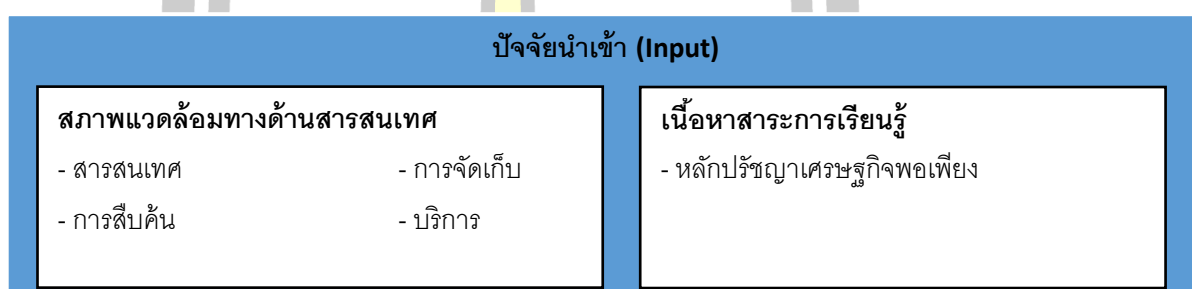 ปัจจัยนำเข้า (Input)
สภาพแวดล้อมทางด้านสารสนเทศ
- สารสนเทศ - การจัดเก็บ
- การสืบค้น - บริการ
เนื้อหาสาระการเรียนรู้
- หลักปรัชญาเศรษฐกิจพอเพียง